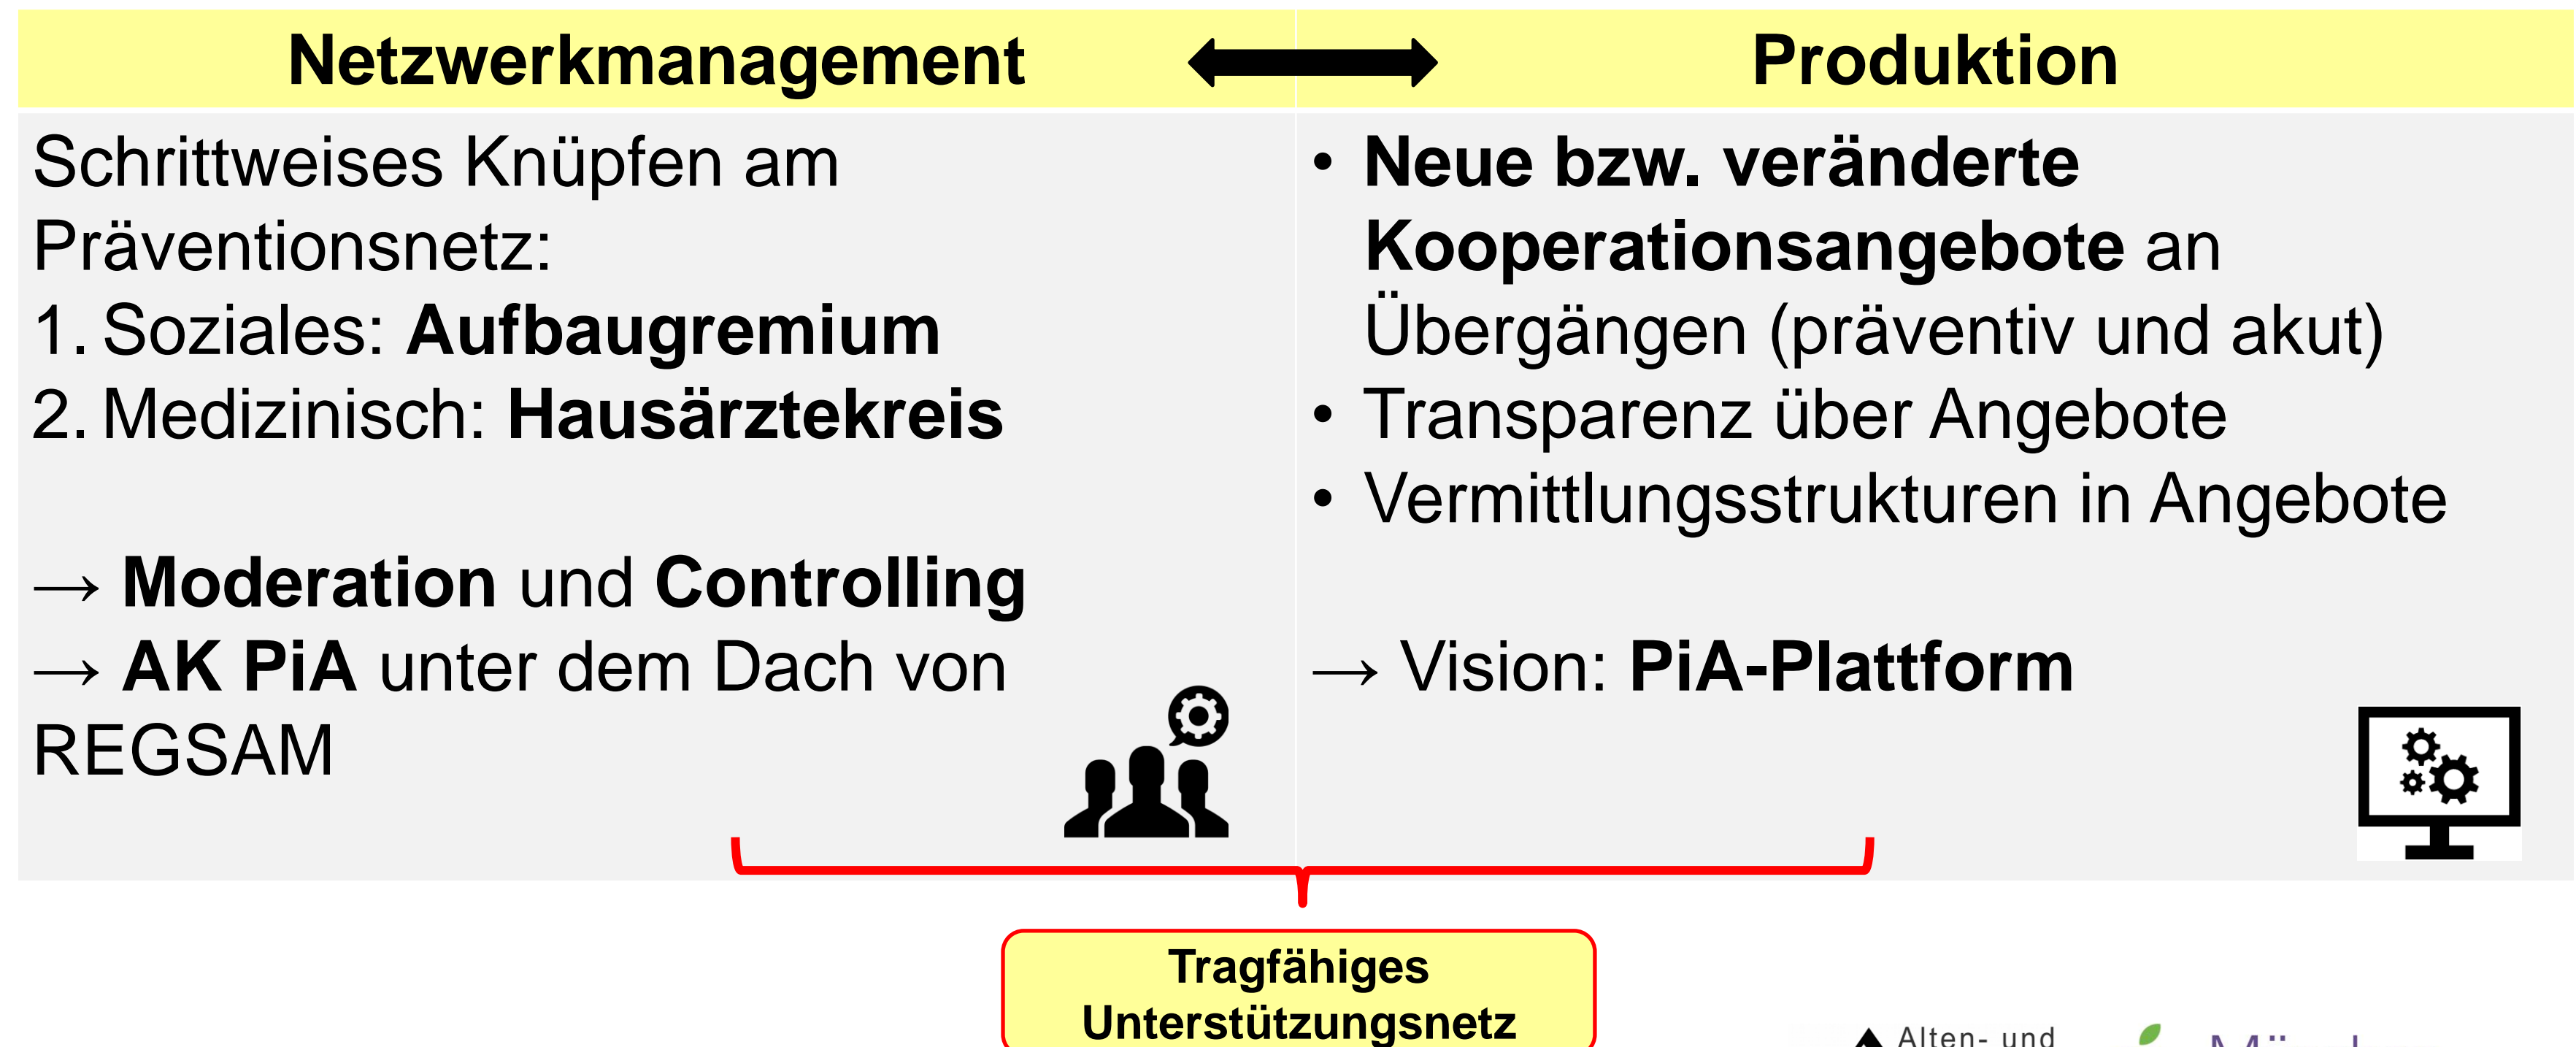 Netzwerkmanagement
Produktion
Schrittweises Knüpfen am
Präventionsnetz:
1. Soziales: Aufbaugremium
2. Medizinisch: Hausärztekreis
→ Moderation und Controlling
→ AK PiA unter dem Dach von
REGSAM
• Neue bzw. veränderte
Kooperationsangebote an
Übergängen (präventiv und akut)
• Transparenz über Angebote
• Vermittlungsstrukturen in Angebote
→ Vision: PiA-Plattform
Tragfähiges
Unterstützungsnetz
Alten- und